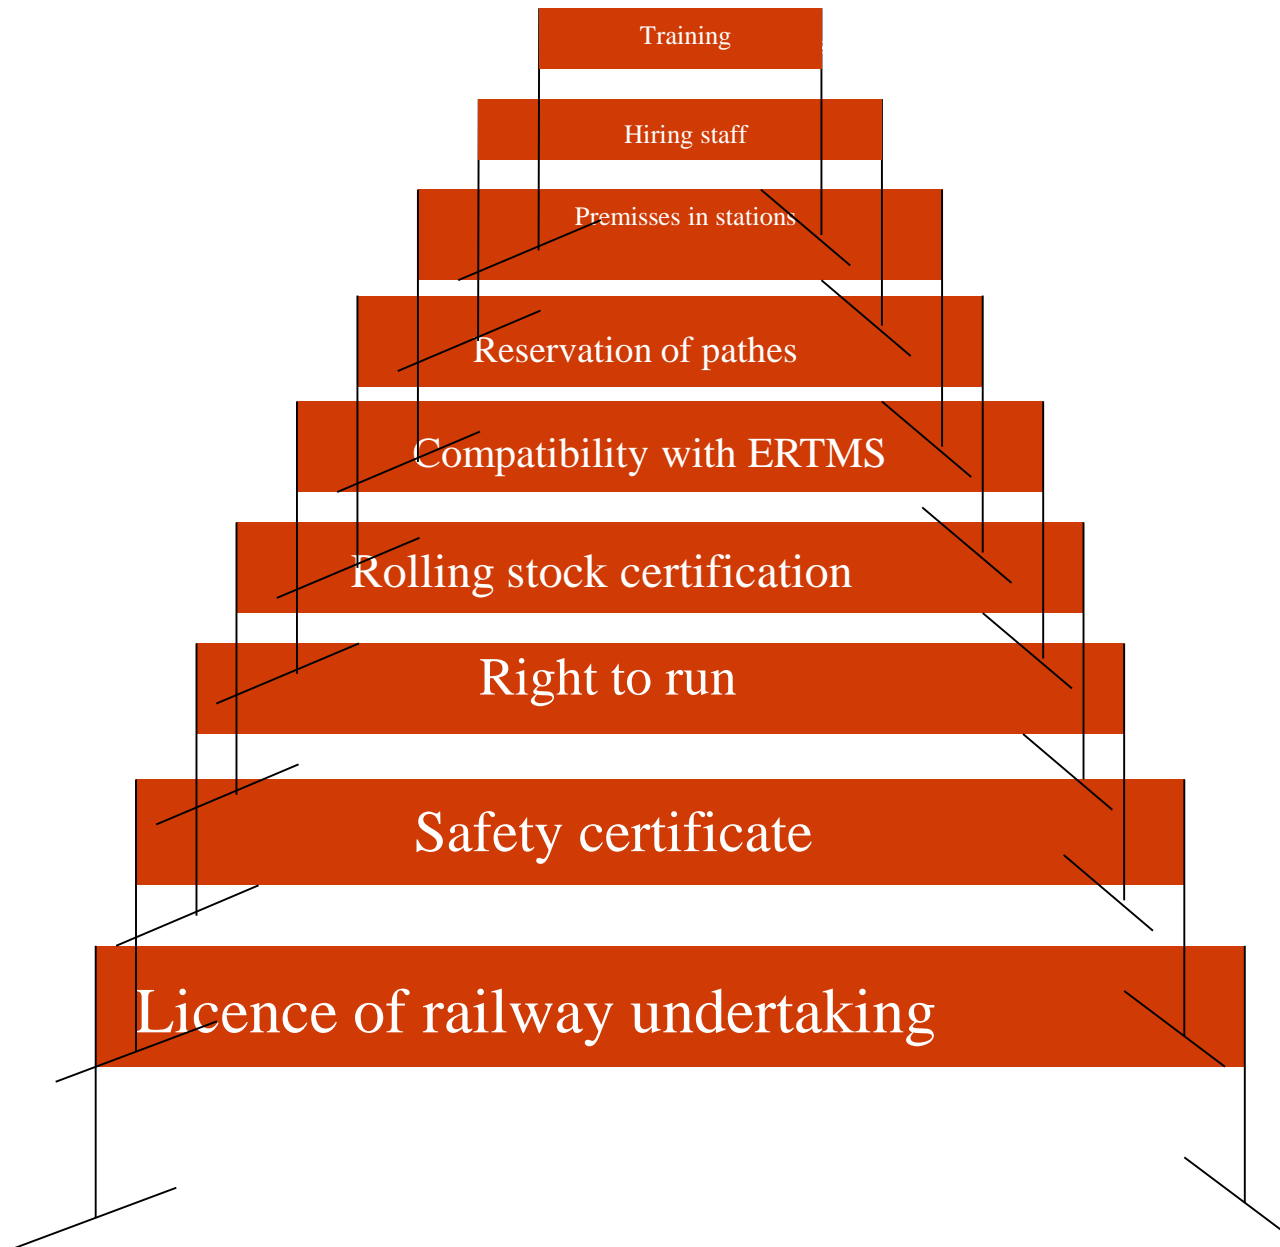 Training
Hiring staff
Premisses in stations
Reservation of pathes
Compatibility with ERTMS
Rolling stock certification
Right to run
Safety certificate
Licence of railway undertaking